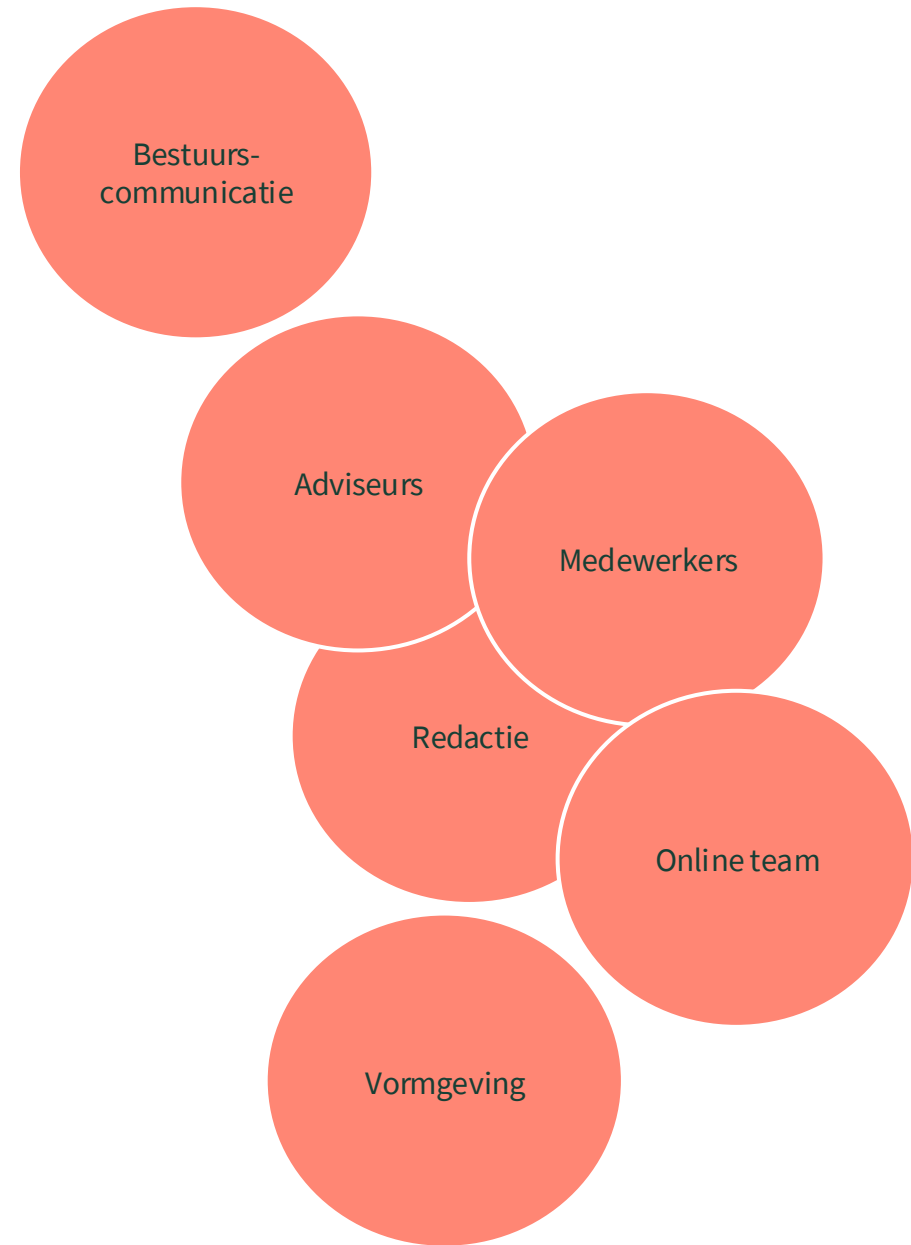 Bestuurs-
communicatie
Adviseurs
Medewerkers
Redactie
Online team
Vormgeving